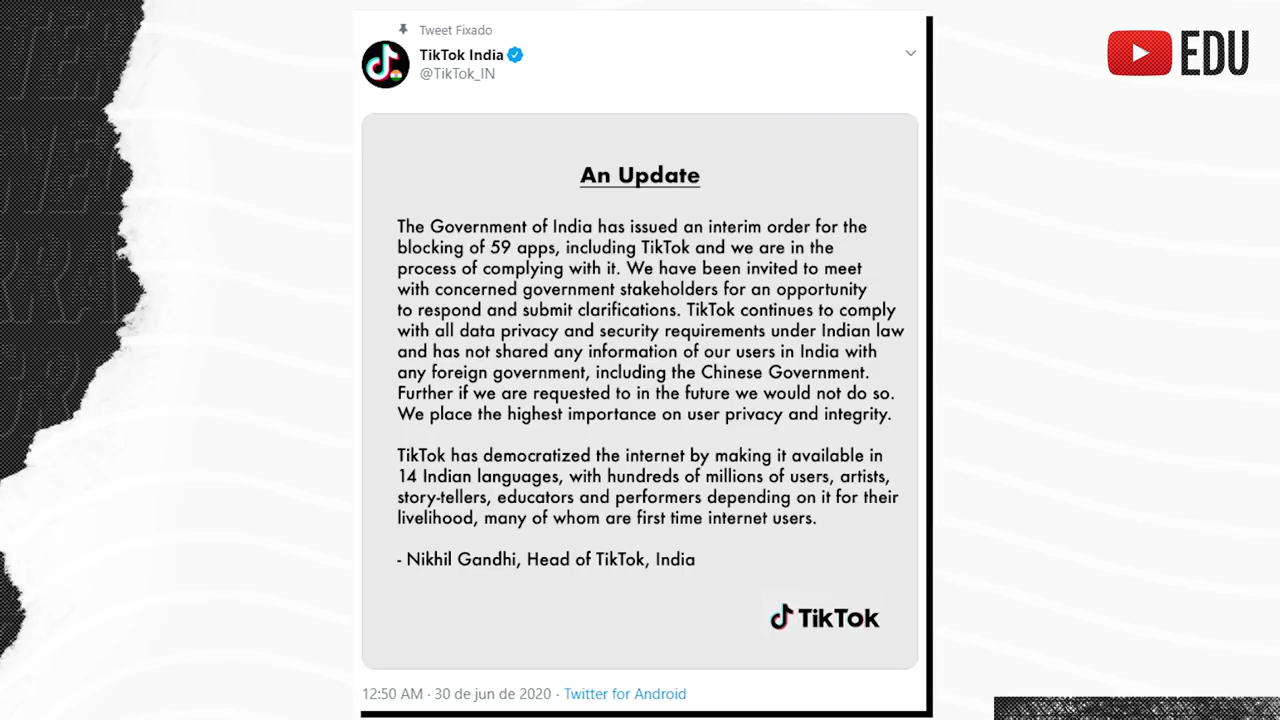 Tweet Fixado
TikTok India
@TikTok_IN
EDU
An Update
The Government of India has issued an interim order for the
blocking of 59 apps, including TikTok and we are in the
process of complying with it. We have been invited to meet
with concerned government stakeholders for an opportunity
to respond and submit clarifications. TikTok continues to comply
with all data privacy and security requirements under Indian law
and has not shared any information of our users in India with
any foreign government, including the Chinese Government.
Further if we are requested to in the future we would not do so.
We place the highest importance on user privacy and integrity.
TikTok has democratized the internet by making it available in
14 Indian languages, with hundreds of millions of users, artists,
story-tellers, educators and performers depending on it for their
livelihood, many of whom are first time internet users.
- Nikhil Gandhi, Head of TikTok, India
TikTok
12:50 AM · 30 de jun de 2020 · Twitter for Android